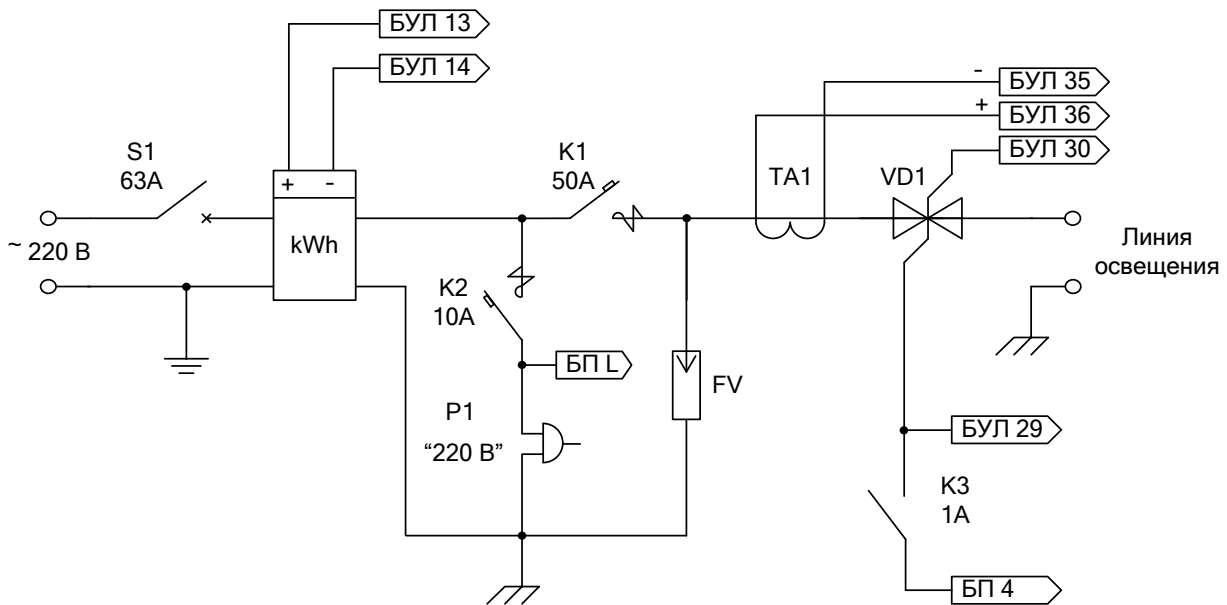 БУЛ 13
БУЛ 14
-
БУЛ 35
+
БУЛ 36
БУЛ 30
S1
63А
K1
50А
TA1
VD1
+ -
kWh
~ 220 В
Линия
освещения
K2
10А
БП L
FV
P1
“220 В”
БУЛ 29
K3
1А
БП 4